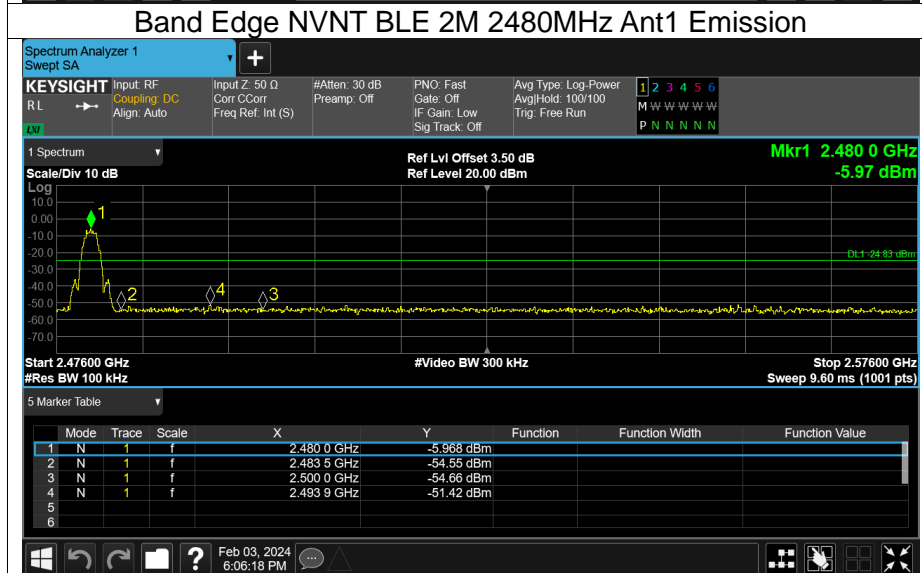 Band Edge NVNT BLE 2M 2480MHz Ant1 Emission
Spectrum Analyzer 1
Swept SA
+
KEYSIGHT Input: RF Input Z: 50 Ω #Atten: 30 dB PNO: Fast Avg Type: Log-Power 1 2 3 4 5 6
RL Coupling: DC Corr CCorr Preamp: Off Gate: Off Avg|Hold: 100/100 M W W W W W
Align: Auto Freq Ref: Int (S) IF Gain: Low Trig: Free Run
LXI Sig Track: Off P N N N N N
1 Spectrum Ref Lvl Offset 3.50 dB Mkr1 2.480 0 GHz
Scale/Div 10 dB Ref Level 20.00 dBm -5.97 dBm
Log
10.0
0.00 1
-10.0
-20.0 DL1 -24.83 dBm
-30.0
-40.0
-50.0 2 4 3
-60.0
-70.0
Start 2.47600 GHz #Video BW 300 kHz Stop 2.57600 GHz
#Res BW 100 kHz Sweep 9.60 ms (1001 pts)
5 Marker Table
Mode Trace Scale X Y Function Function Width Function Value
1 N 1 f 2.480 0 GHz -5.968 dBm
2 N 1 f 2.483 5 GHz -54.55 dBm
3 N 1 f 2.500 0 GHz -54.66 dBm
4 N 1 f 2.493 9 GHz -51.42 dBm
5
6
? Feb 03, 2024
6:06:18 PM